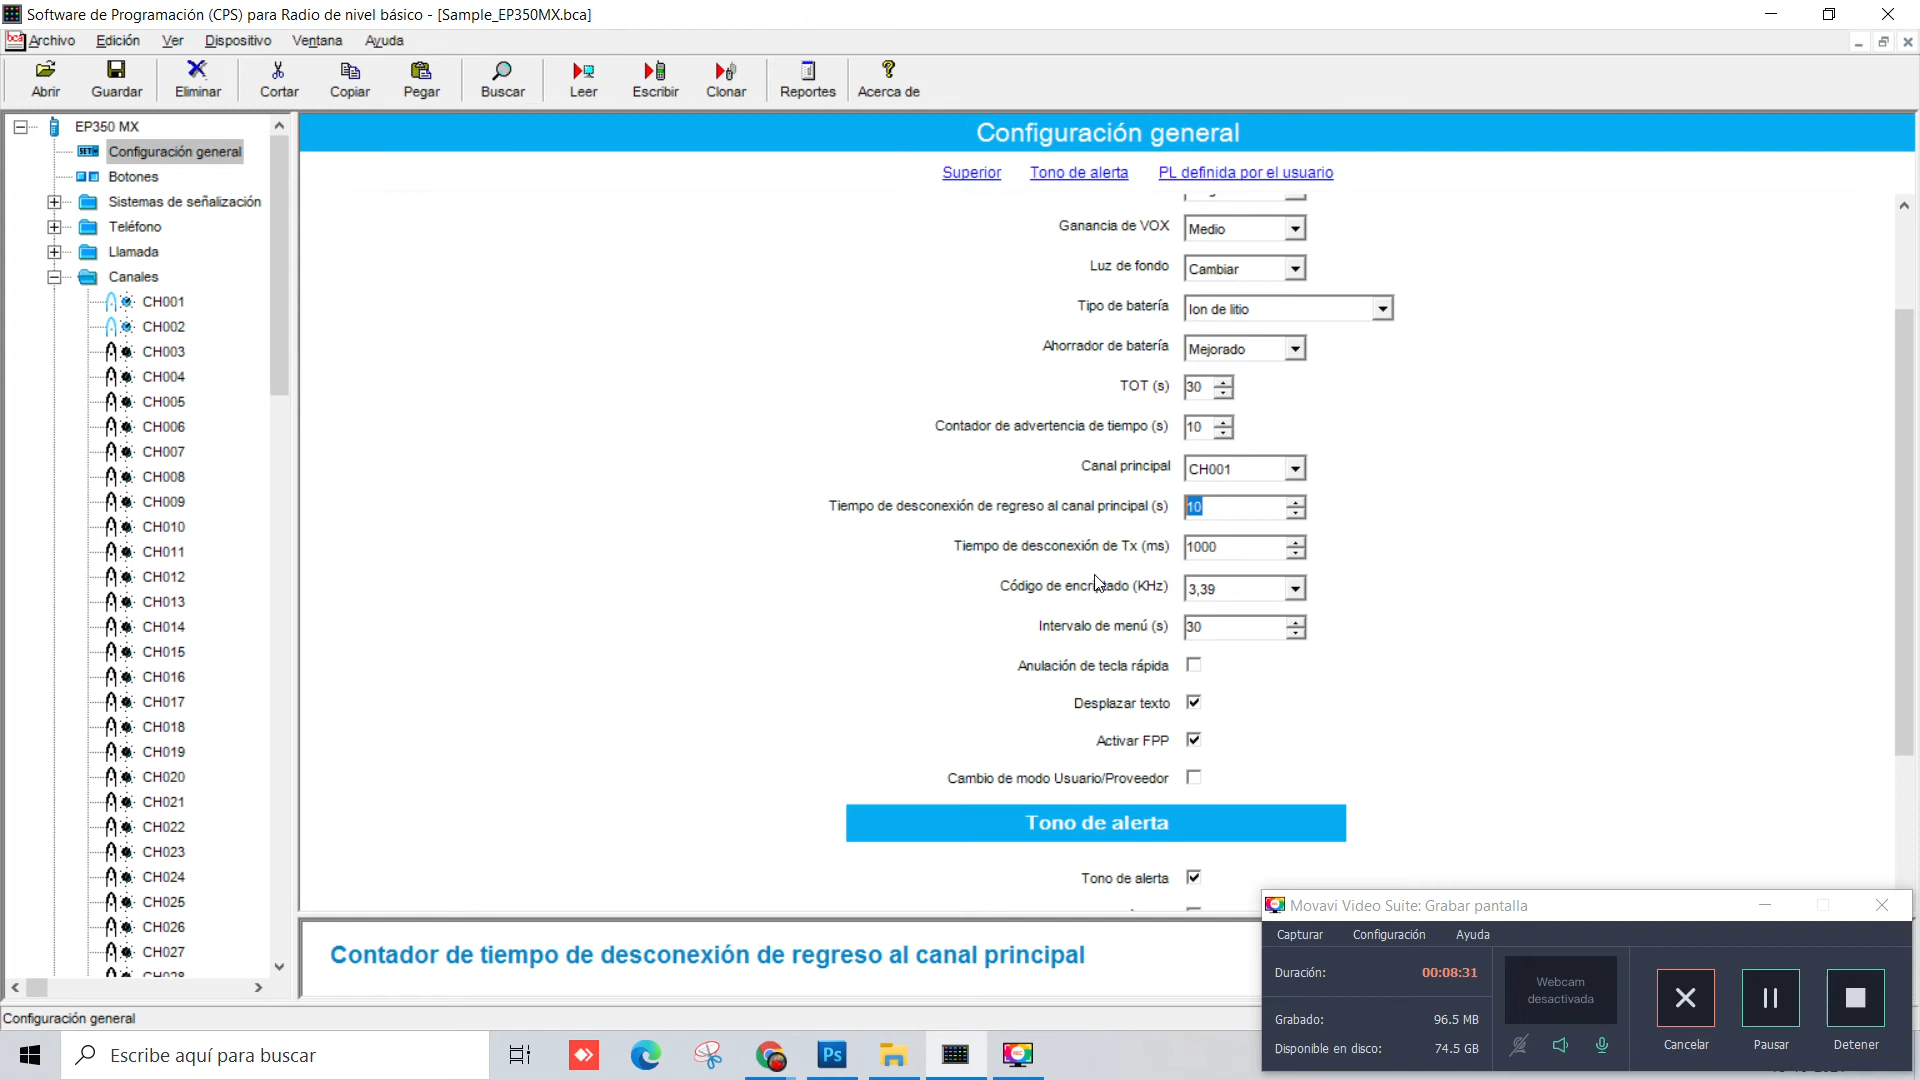 Software de Programación (CPS) para Radio de nivel básico - [Sample_EP350MX.bca]
Archivo Edición Ver Dispositivo Ventana Ayuda
Abrir Guardar Eliminar Cortar Copiar Pegar Buscar Leer Escribir Clonar Reportes Acerca de
EP350 MX
Configuración general
Botones
Sistemas de señalización
Teléfono
Llamada
Canales
CH001
CH002
CH003
CH004
CH005
CH006
CH007
CH008
CH009
CH010
CH011
CH012
CH013
CH014
CH015
CH016
CH017
CH018
CH019
CH020
CH021
CH022
CH023
CH024
CH025
CH026
CH027
CH028
Configuración general
Superior Tono de alerta PL definida por el usuario
Ganancia de VOX Medio
Luz de fondo Cambiar
Tipo de batería Ion de litio
Ahorrador de batería Mejorado
TOT (s) 30
Contador de advertencia de tiempo (s) 10
Canal principal CH001
Tiempo de desconexión de regreso al canal principal (s) 10
Tiempo de desconexión de Tx (ms) 1000
Código de (KHz) 3,39
Intervalo de menú (s) 30
Anulación de tecla rápida
Desplazar texto
Activar FPP
Cambio de modo Usuario/Proveedor
Tono de alerta
Tono de alerta
Contador de tiempo de desconexión de regreso al canal principal
Configuración general
Movavi Video Suite: Grabar pantalla
Capturar Configuración Ayuda
Duración: 00:08:31
Grabado: 96.5 MB
Disponible en disco: 74.5 GB
Webcam
desactivada
Cancelar Pausar Detener
Escribe aquí para buscar
Ps